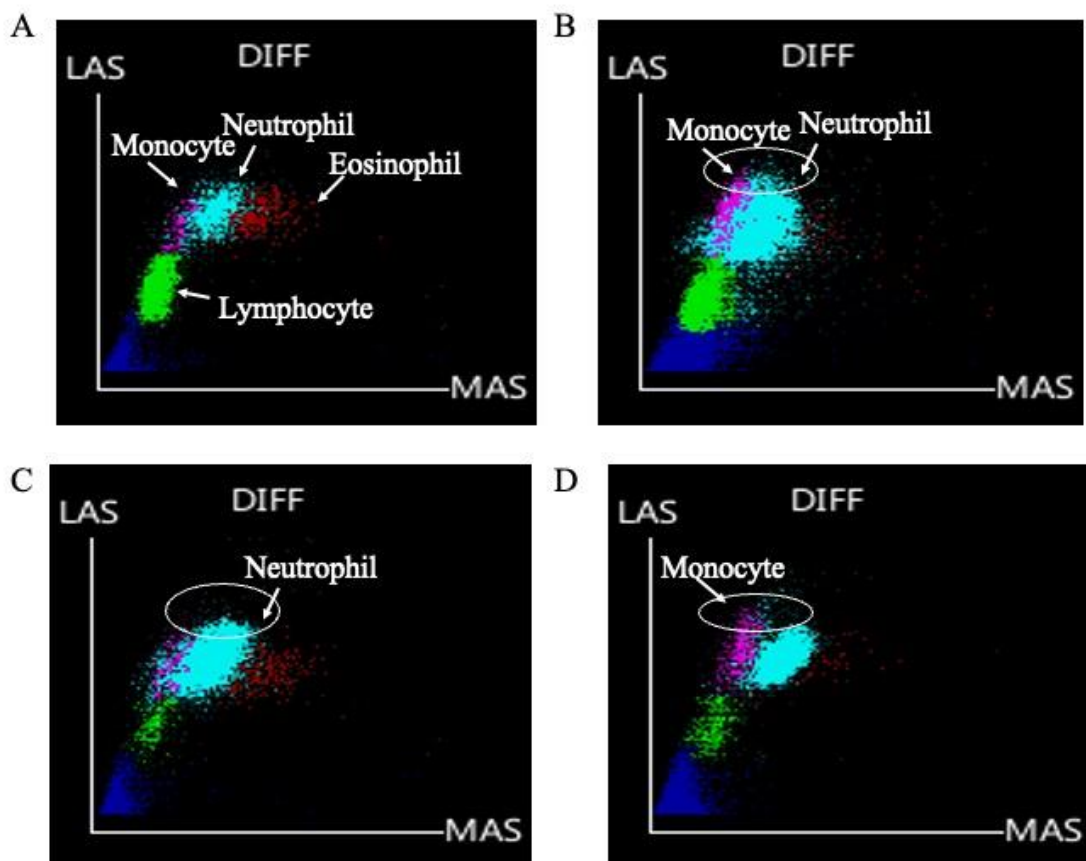 A
LAS
DIFF
Neutrophil
Monocyte
Eosinophil
Lymphocyte
MAS
B
LAS
DIFF
Monocyte
Neutrophil
MAS
C
LAS
DIFF
Neutrophil
MAS
D
LAS
DIFF
Monocyte
MAS